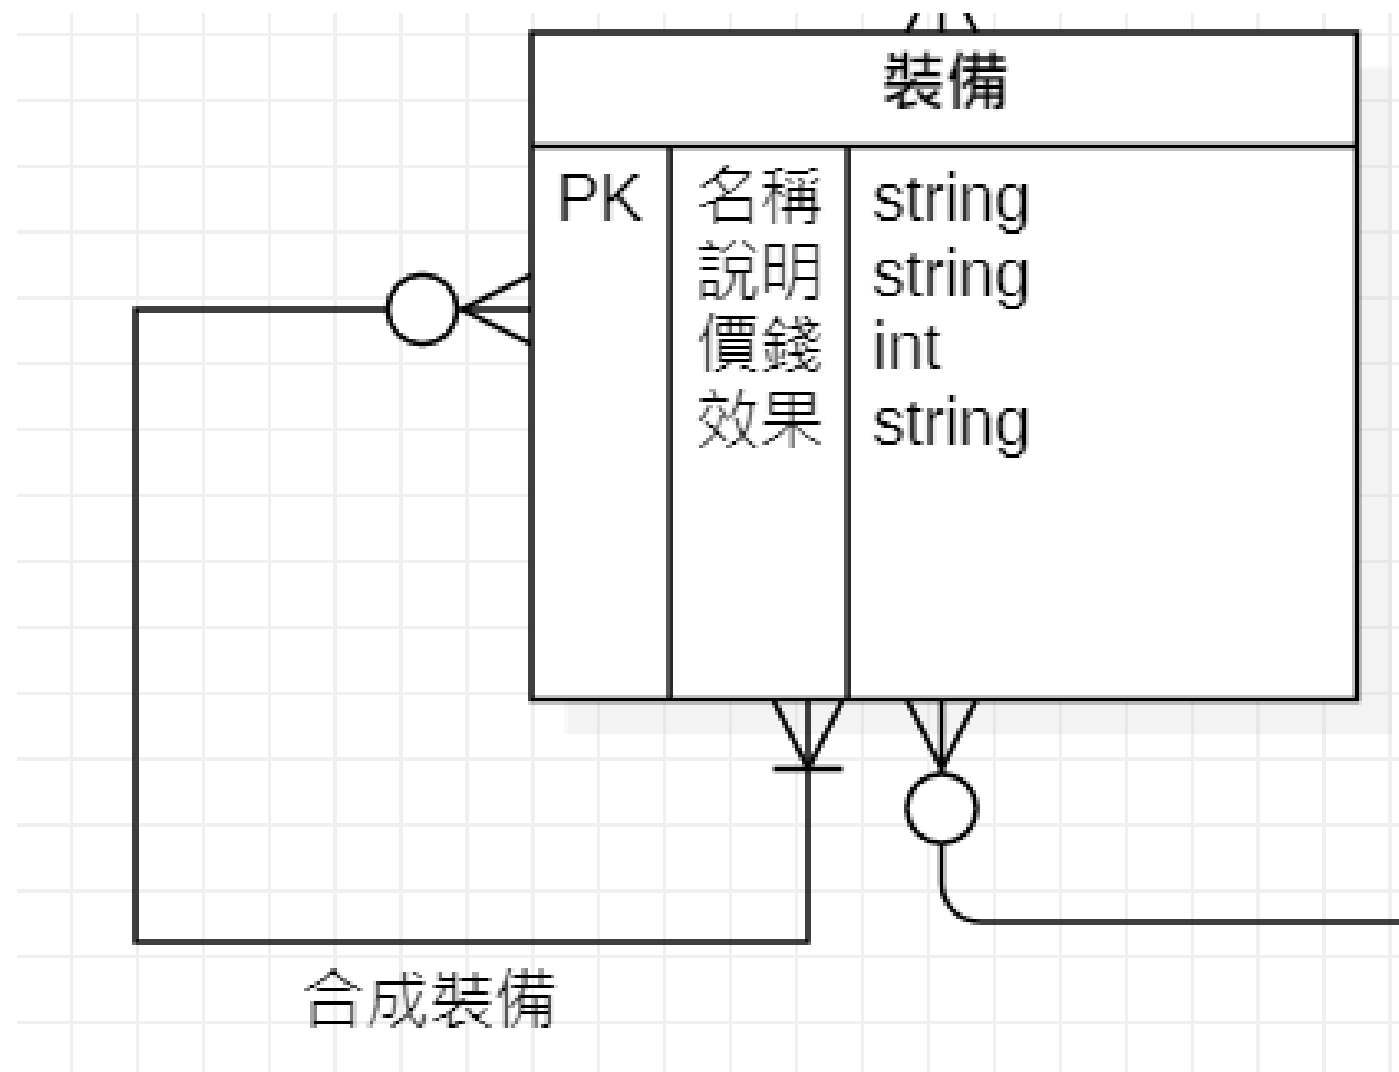 裝備
PK 名稱 string
說明 string
價錢 int
效果 string
合成裝備